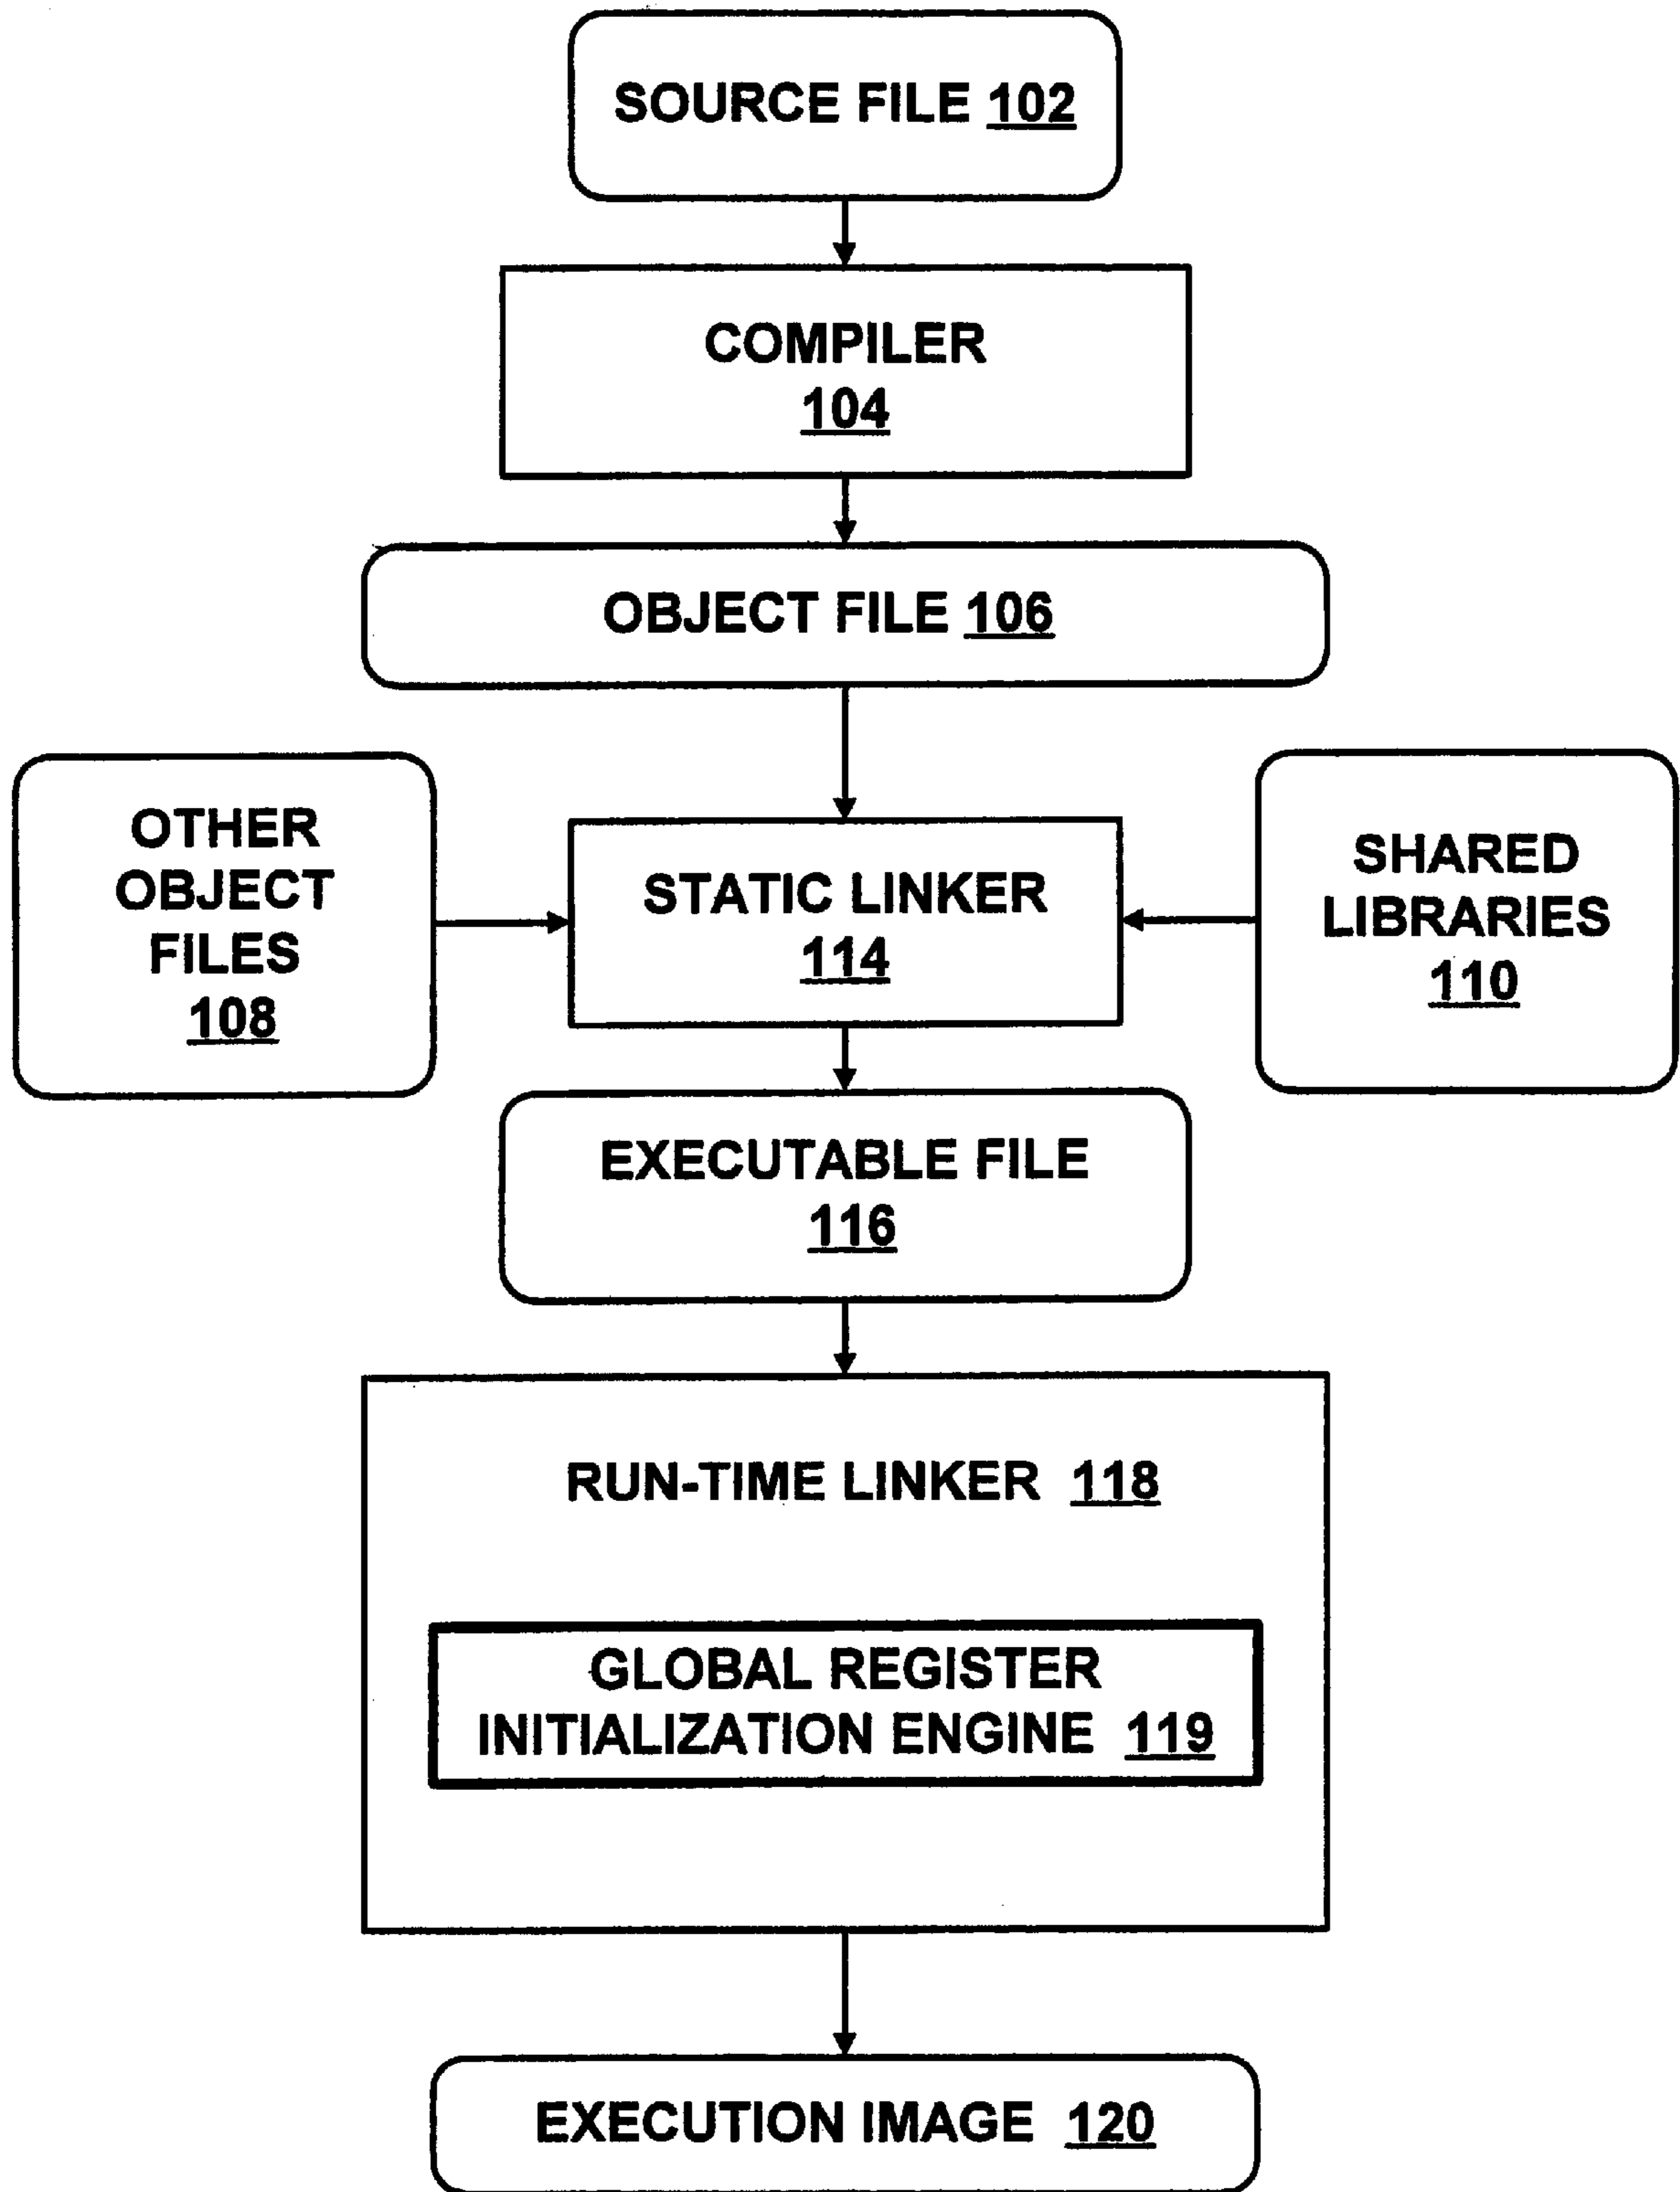 SOURCE FILE 102
COMPILER
104
OBJECT FILE 106
OTHER
OBJECT
FILES
108
STATIC LINKER
114
SHARED
LIBRARIES
110
EXECUTABLE FILE
116
RUN-TIME LINKER 118
GLOBAL REGISTER
INITIALIZATION ENGINE 119
EXECUTION IMAGE 120